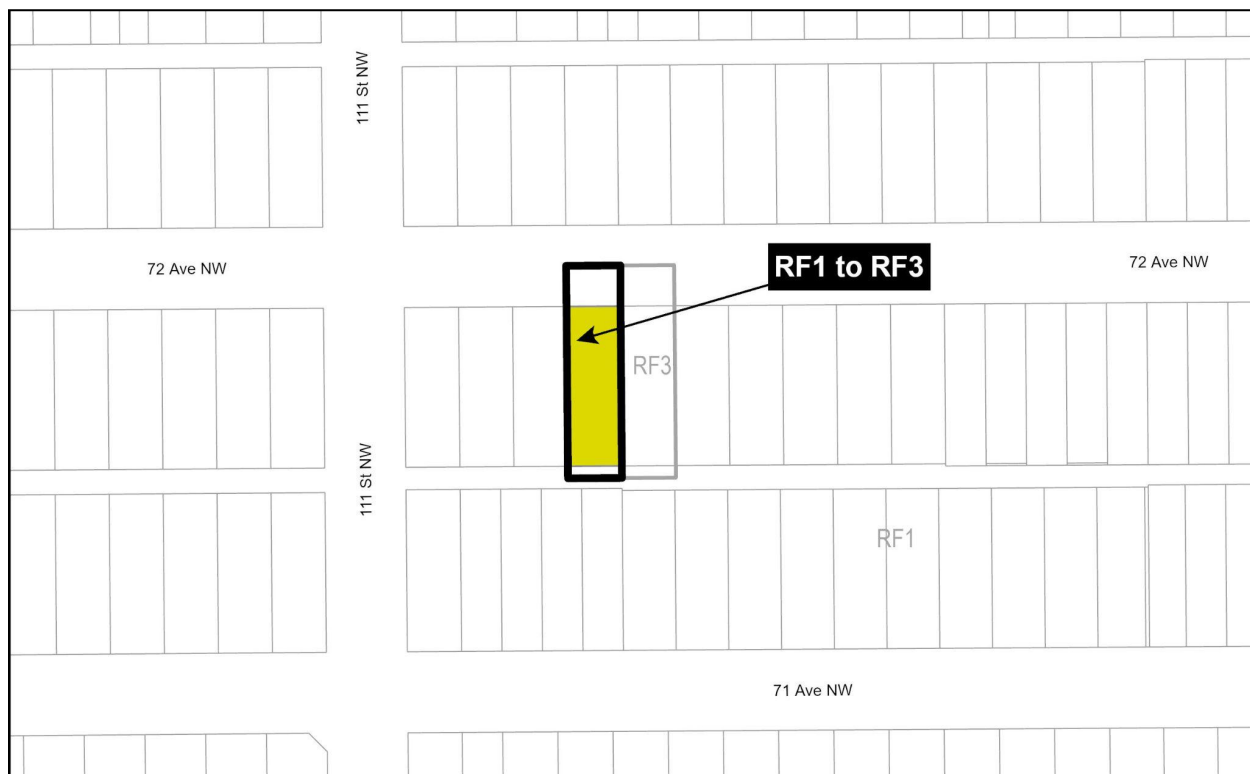 111 St NW
72 Ave NW
RF1 to RF3
72 Ave NW
RF3
111 St NW
RF1
71 Ave NW